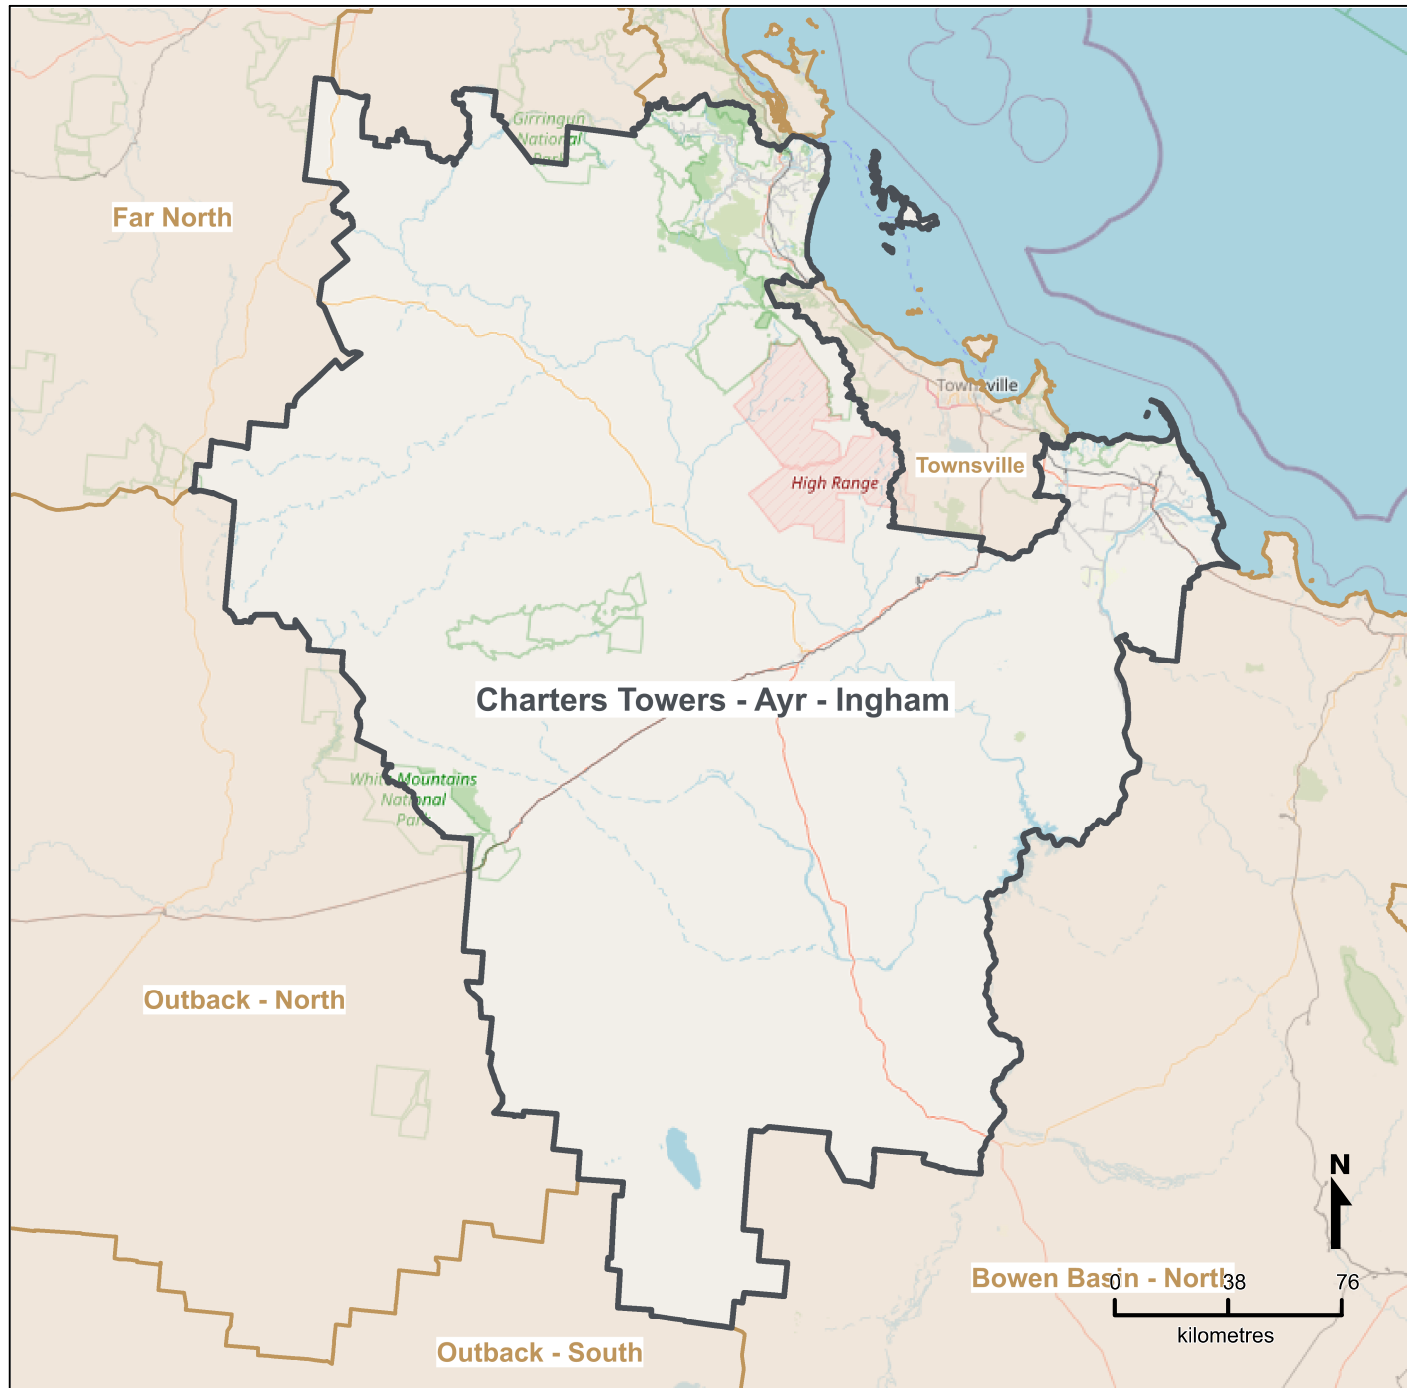 Girringun
National
Park
Far North
Townsville
Townsville
High Range
Charters Towers - Ayr - Ingham
White Mountains
National
Park
Outback - North
N
Bowen Basin - North
0 38 76
kilometres
Outback - South